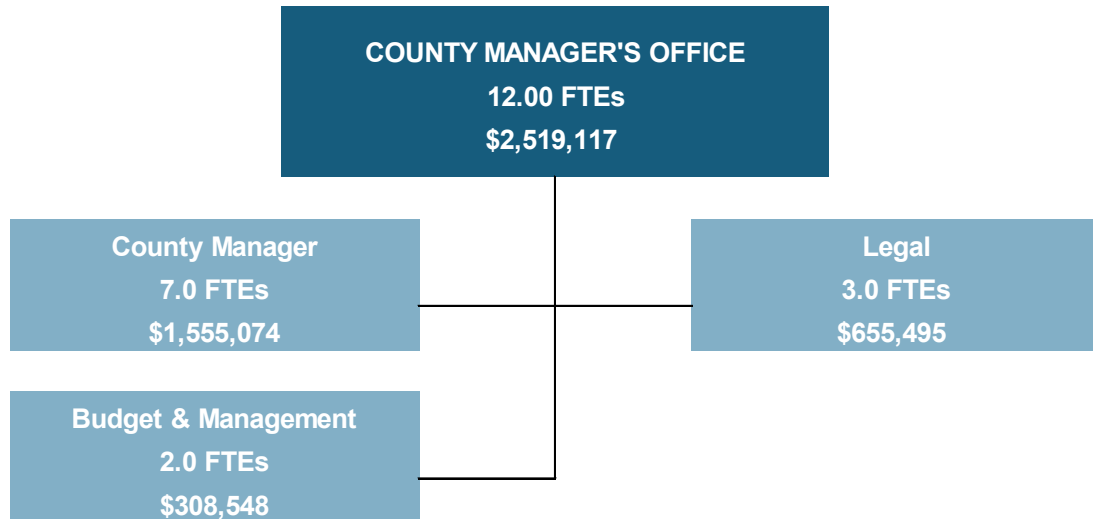 COUNTY MANAGER'S OFFICE
12.00 FTEs
$2,519,117
County Manager
7.0 FTEs
$1,555,074
Legal
3.0 FTEs
$655,495
Budget & Management
2.0 FTEs
$308,548